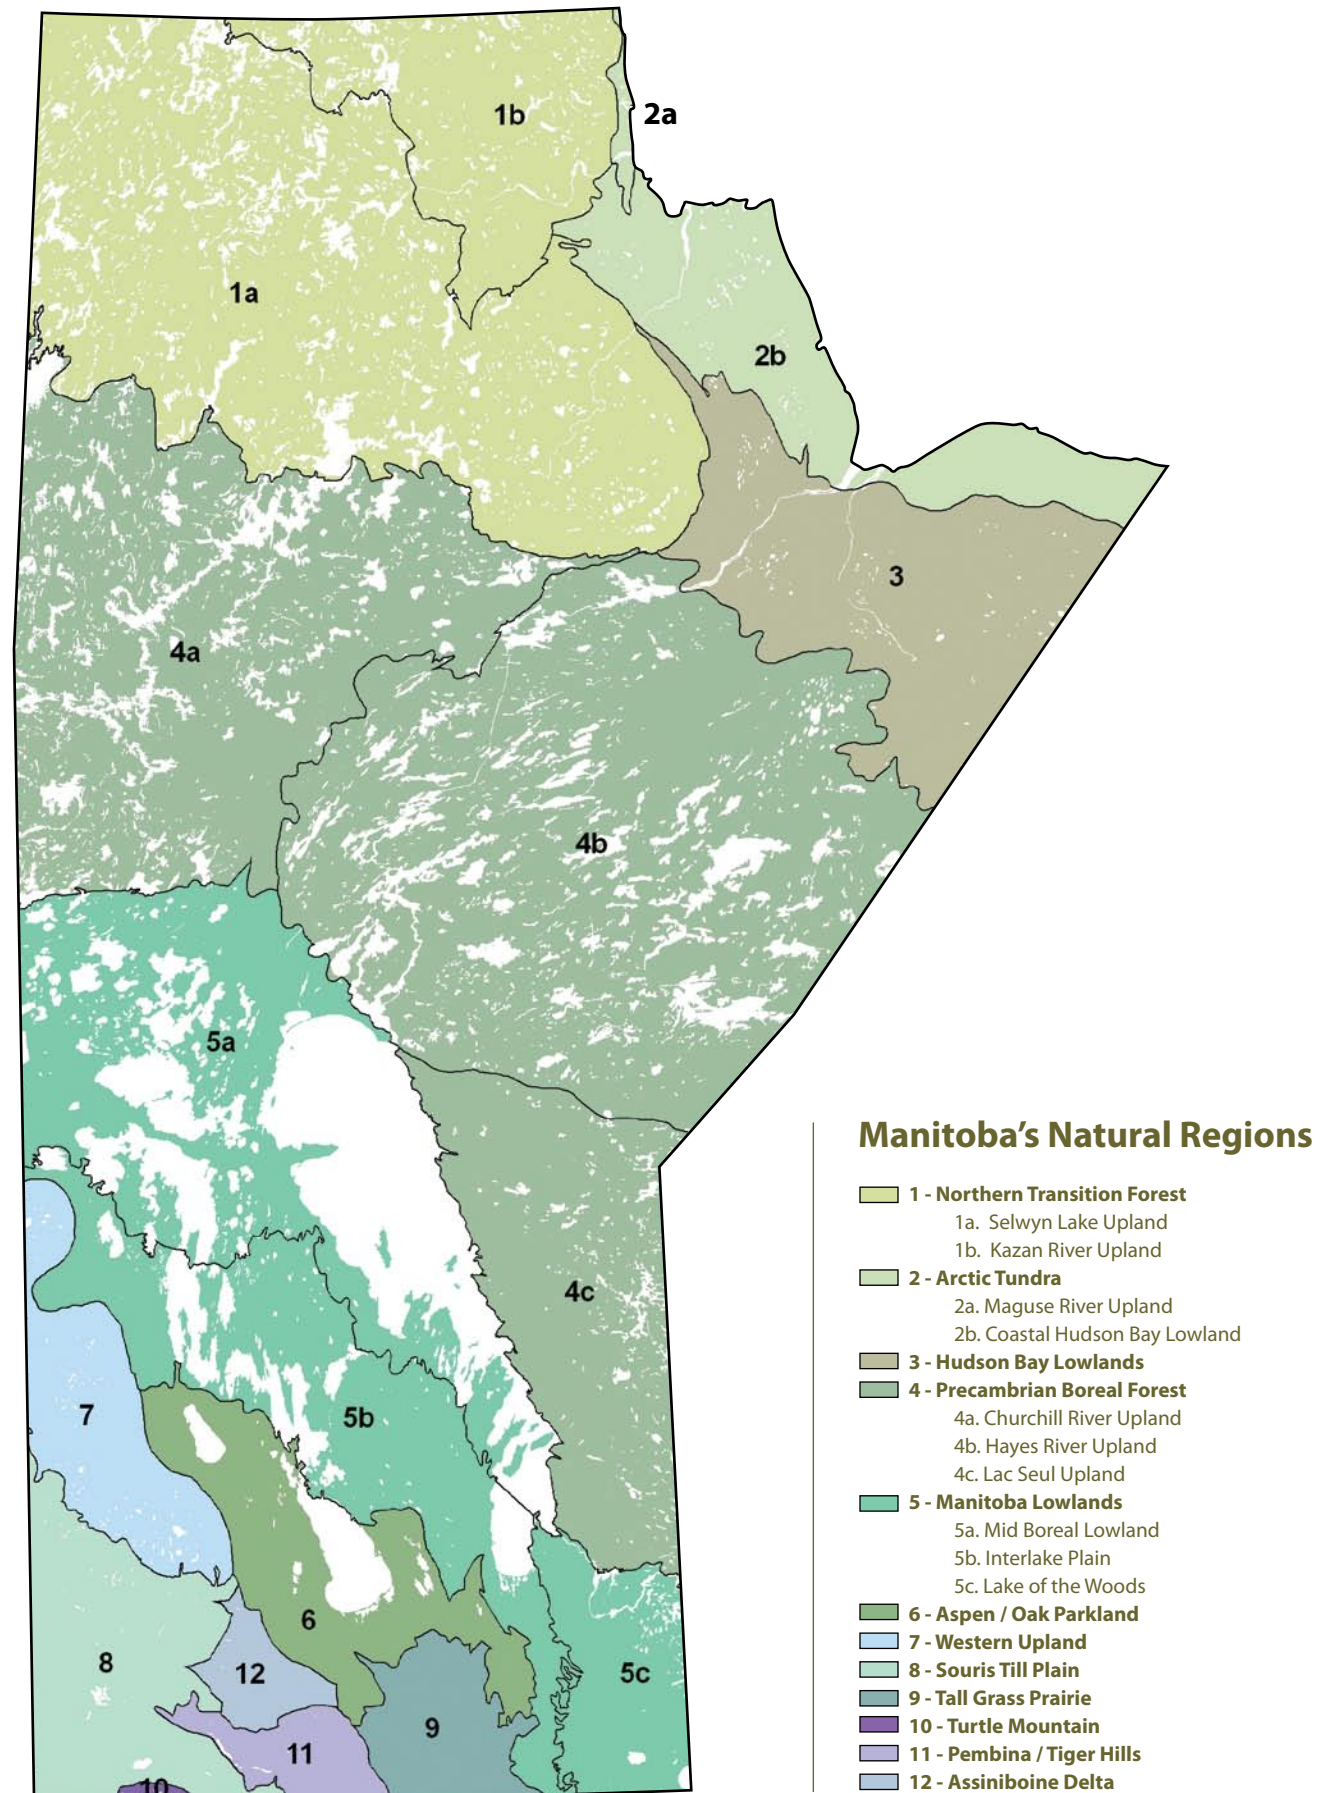 1b
2a
1a
2b
3
4a
4b
5a
4c
7
5b
6
8
12
5c
9
11
10
Manitoba's Natural Regions
1 - Northern Transition Forest
1a. Selwyn Lake Upland
1b. Kazan River Upland
2 - Arctic Tundra
2a. Maguse River Upland
2b. Coastal Hudson Bay Lowland
3 - Hudson Bay Lowlands
4 - Precambrian Boreal Forest
4a. Churchill River Upland
4b. Hayes River Upland
4c. Lac Seul Upland
5 - Manitoba Lowlands
5a. Mid Boreal Lowland
5b. Interlake Plain
5c. Lake of the Woods
6 - Aspen / Oak Parkland
7 - Western Upland
8 - Souris Till Plain
9 - Tall Grass Prairie
10 - Turtle Mountain
11 - Pembina / Tiger Hills
12 - Assiniboine Delta